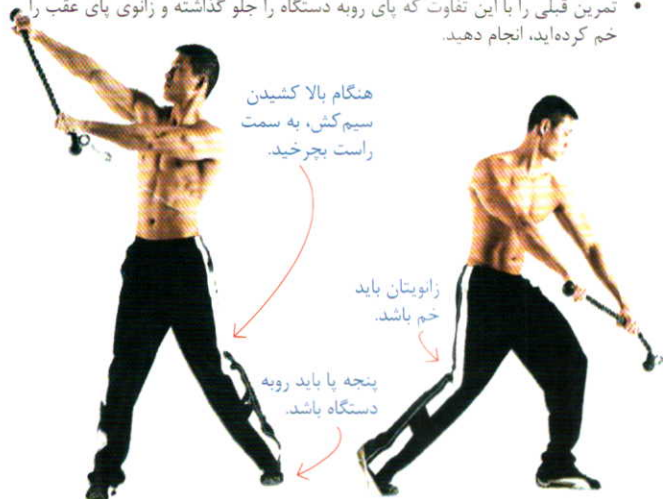 • تمرین قبلی را با این تفاوت که پای روبه دستگاه را جلو گذاشته و زانوی پای عقب را
خم کرده‌اید، انجام دهید.
هنگام بالا کشیدن
سیم‌کش، به سمت
راست بچرخید.
زانویتان باید
خم باشد.
پنجه پا باید روبه
دستگاه باشد.